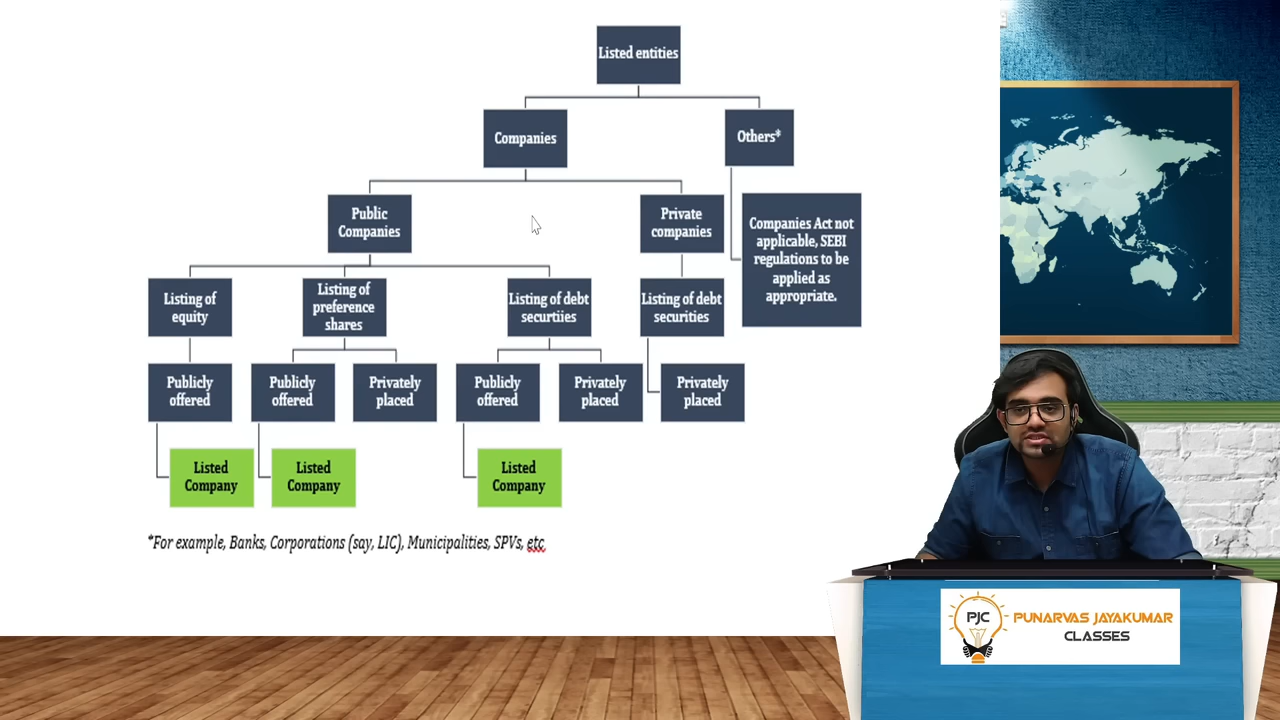 Listed entities
Companies
Others*
Public
Companies
Private
companies
Companies Act not
applicable, SEBI
regulations to be
applied as
appropriate.
Listing of
equity
Listing of
preference
shares
Listing of debt
securtiies
Listing of debt
securities
Publicly
offered
Publicly
offered
Privately
placed
Publicly
offered
Privately
placed
Privately
placed
Listed
Company
Listed
Company
Listed
Company
*For example, Banks, Corporations (say, LIC), Municipalities, SPVs, etc
PJC
PUNARVAS JAYAKUMAR
CLASSES